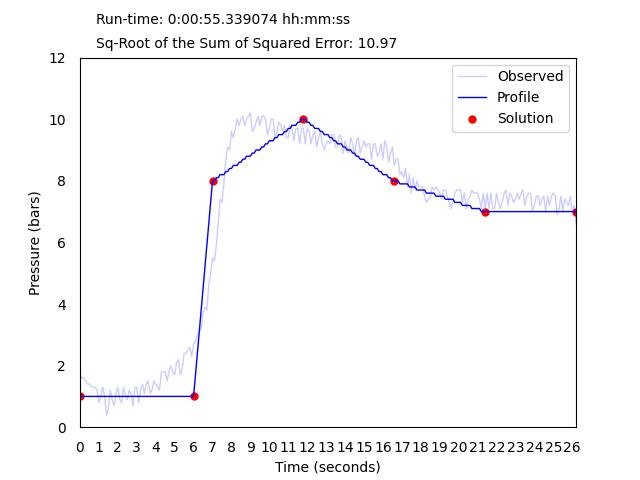 Run-time: 0:00:55.339074 hh:mm:ss
Sq-Root of the Sum of Squared Error: 10.97
12
10
8
6
4
2
0
Pressure (bars)
Observed
Profile
Solution
0 1 2 3 4 5 6 7 8 9 10 11 12 13 14 15 16 17 18 19 20 21 22 23 24 25 26
Time (seconds)